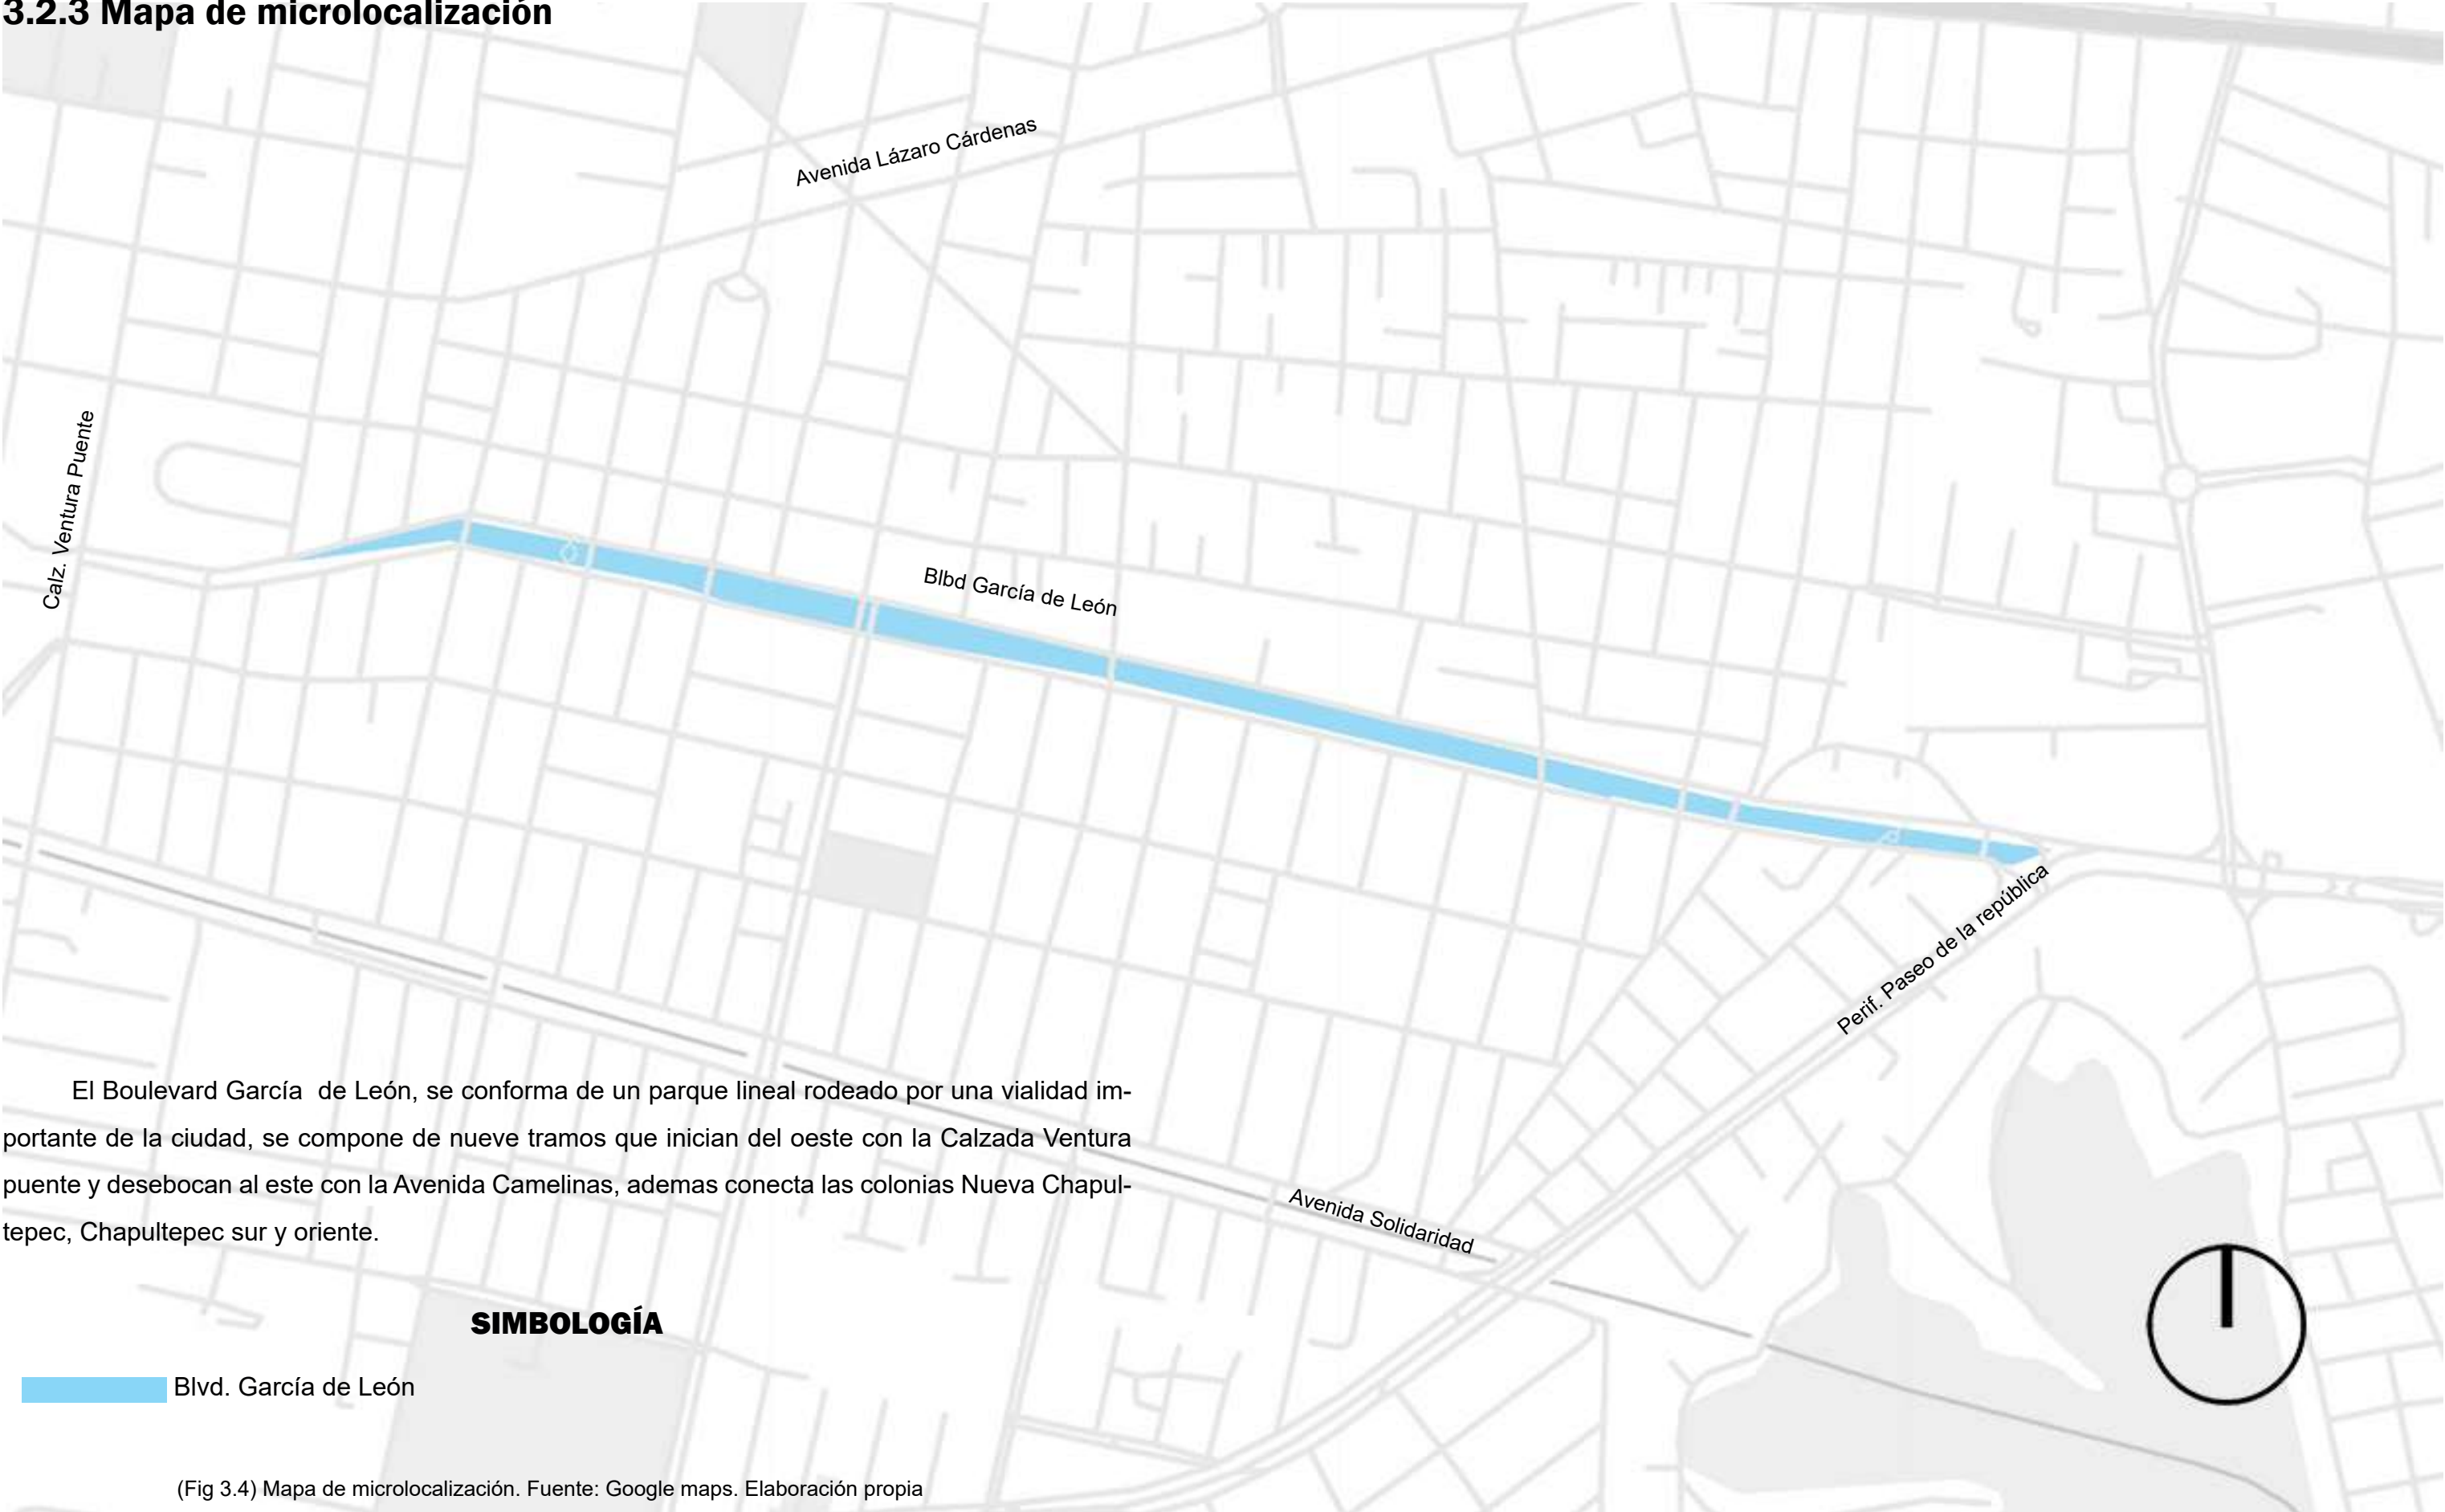 3.2.3 Mapa de microlocalización
Avenida Lázaro Cárdenas
Calz. Ventura Puente
Blbd García de León
Perif. Paseo de la república
El Boulevard García de León, se conforma de un parque lineal rodeado por una vialidad im-
portante de la ciudad, se compone de nueve tramos que inician del oeste con la Calzada Ventura
puente y desebocan al este con la Avenida Camelinas, ademas conecta las colonias Nueva Chapul-
tepec, Chapultepec sur y oriente.
Avenida Solidaridad
SIMBOLOGÍA
Blvd. García de León
(Fig 3.4) Mapa de microlocalización. Fuente: Google maps. Elaboración propia